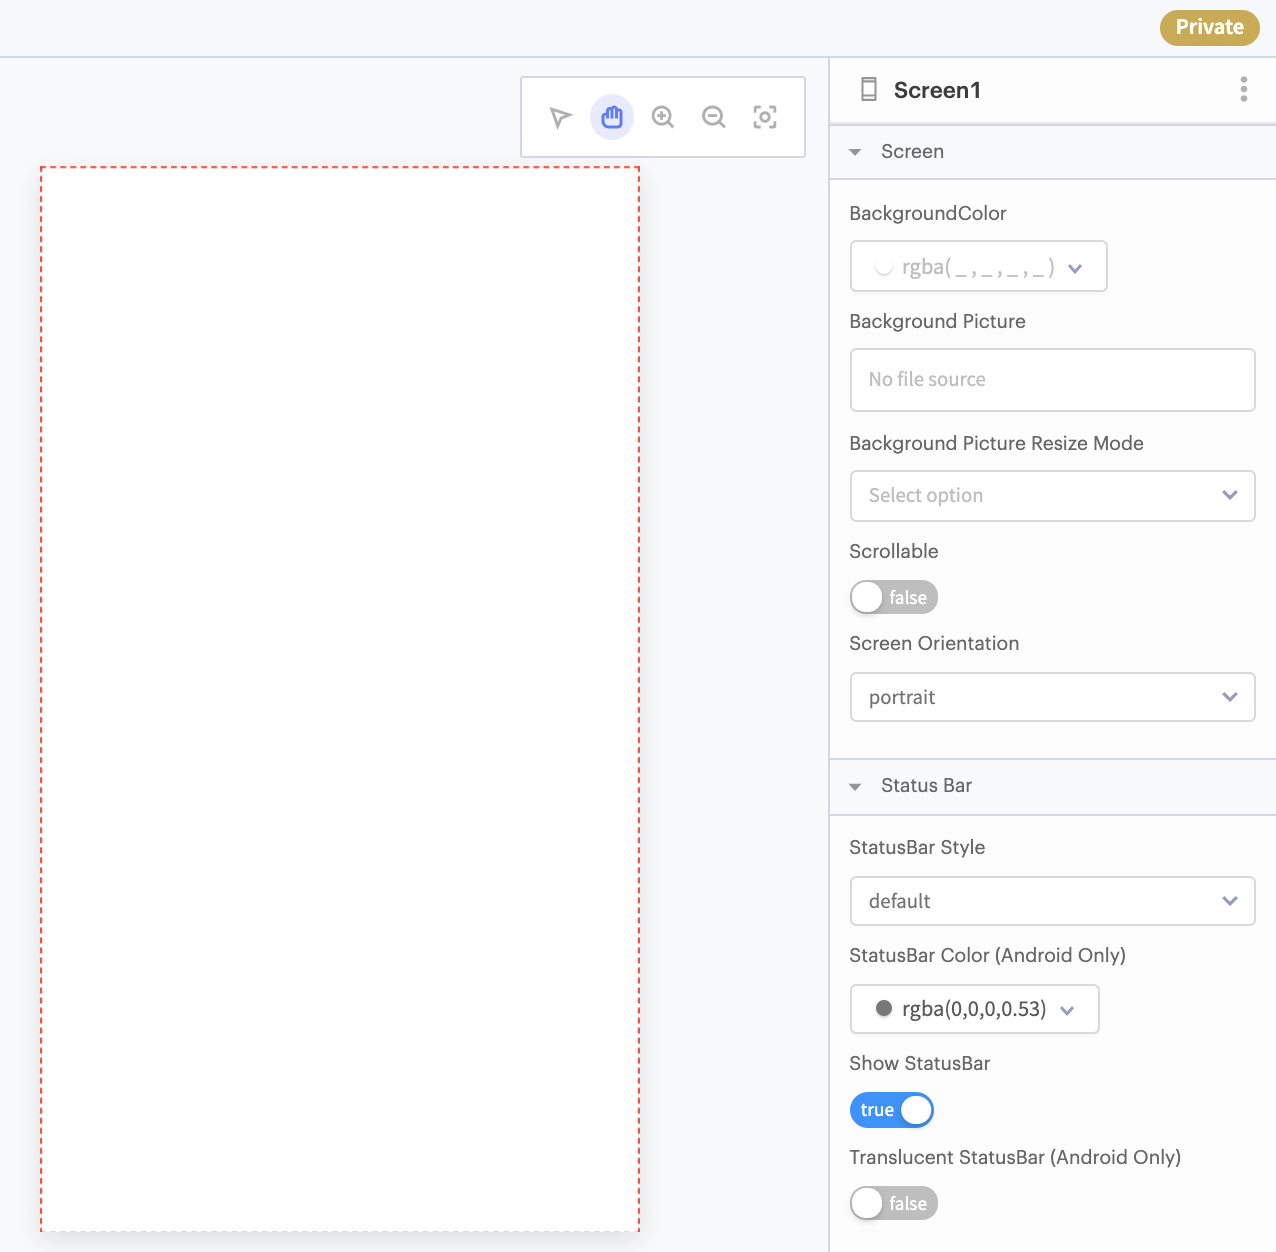 Private
Screen1
Screen
BackgroundColor
rgba( _ , _ , _ , _ )
Background Picture
No file source
Background Picture Resize Mode
Select option
Scrollable
false
Screen Orientation
portrait
Status Bar
StatusBar Style
default
StatusBar Color (Android Only)
rgba(0,0,0,0.53)
Show StatusBar
true
Translucent StatusBar (Android Only)
false